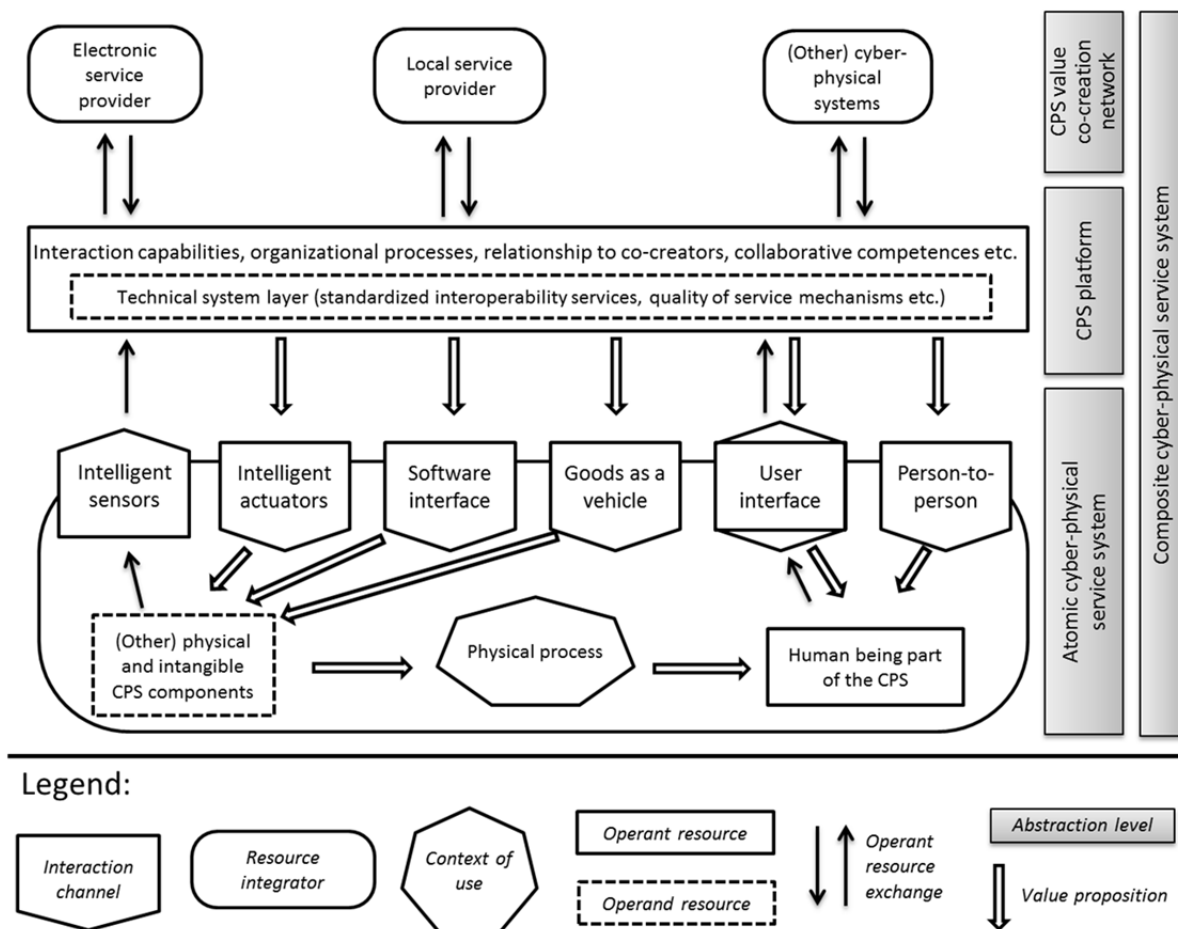 Electronic
service
provider
Local service
provider
(Other) cyber-
physical
systems
CPS value
co-creation
network
Interaction capabilities, organizational processes, relationship to co-creators, collaborative competences etc.
Technical system layer (standardized interoperability services, quality of service mechanisms etc.)
CPS platform
Composite cyber-physical service system
Intelligent
sensors
Intelligent
actuators
Software
interface
Goods as a
vehicle
User
interface
Person-to-
person
Atomic cyber-physical
service system
(Other) physical
and intangible
CPS components
Physical process
Human being part
of the CPS
Legend:
Interaction
channel
Resource
integrator
Context of
use
Operant resource
Operand resource
Operant
resource
exchange
Abstraction level
Value proposition